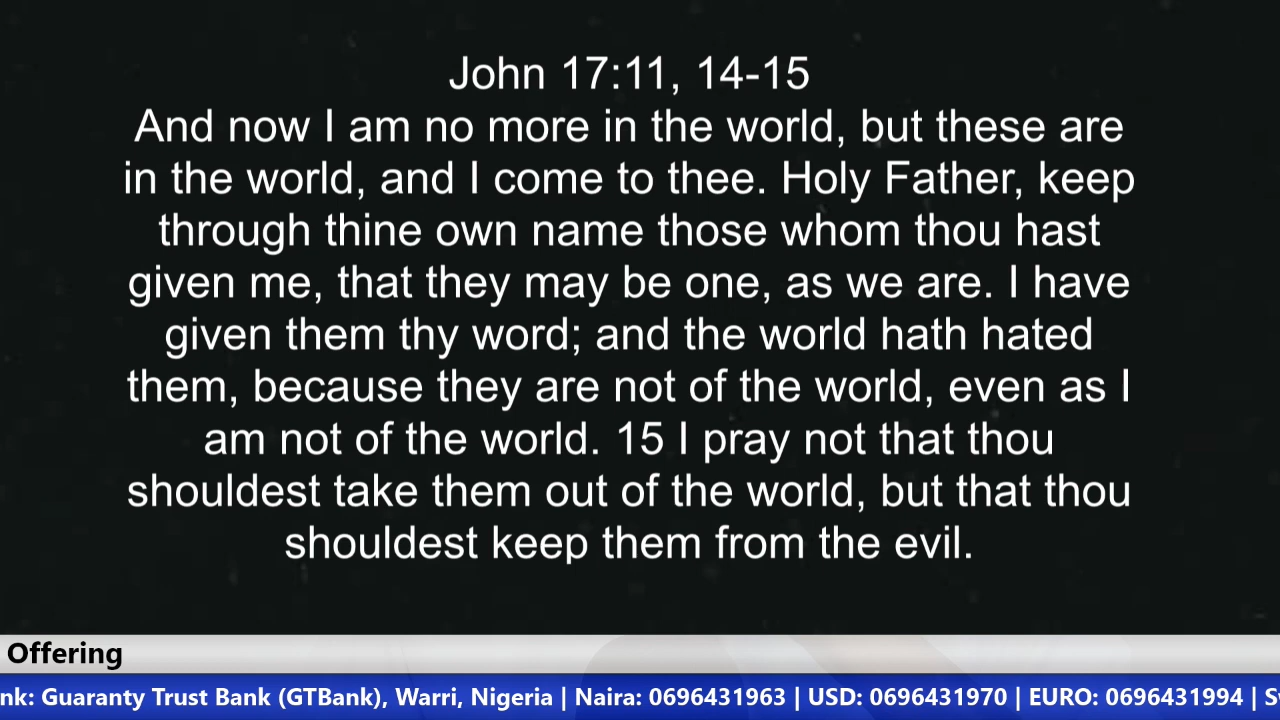 John 17:11, 14-15
And now I am no more in the world, but these are
in the world, and I come to thee. Holy Father, keep
through thine own name those whom thou hast
given me, that they may be one, as we are. I have
given them thy word; and the world hath hated
them, because they are not of the world, even as I
am not of the world. 15 I pray not that thou
shouldest take them out of the world, but that thou
shouldest keep them from the evil.
Offering
nk: Guaranty Trust Bank (GTBank), Warri, Nigeria | Naira: 0696431963 | USD: 0696431970 | EURO: 0696431994 |